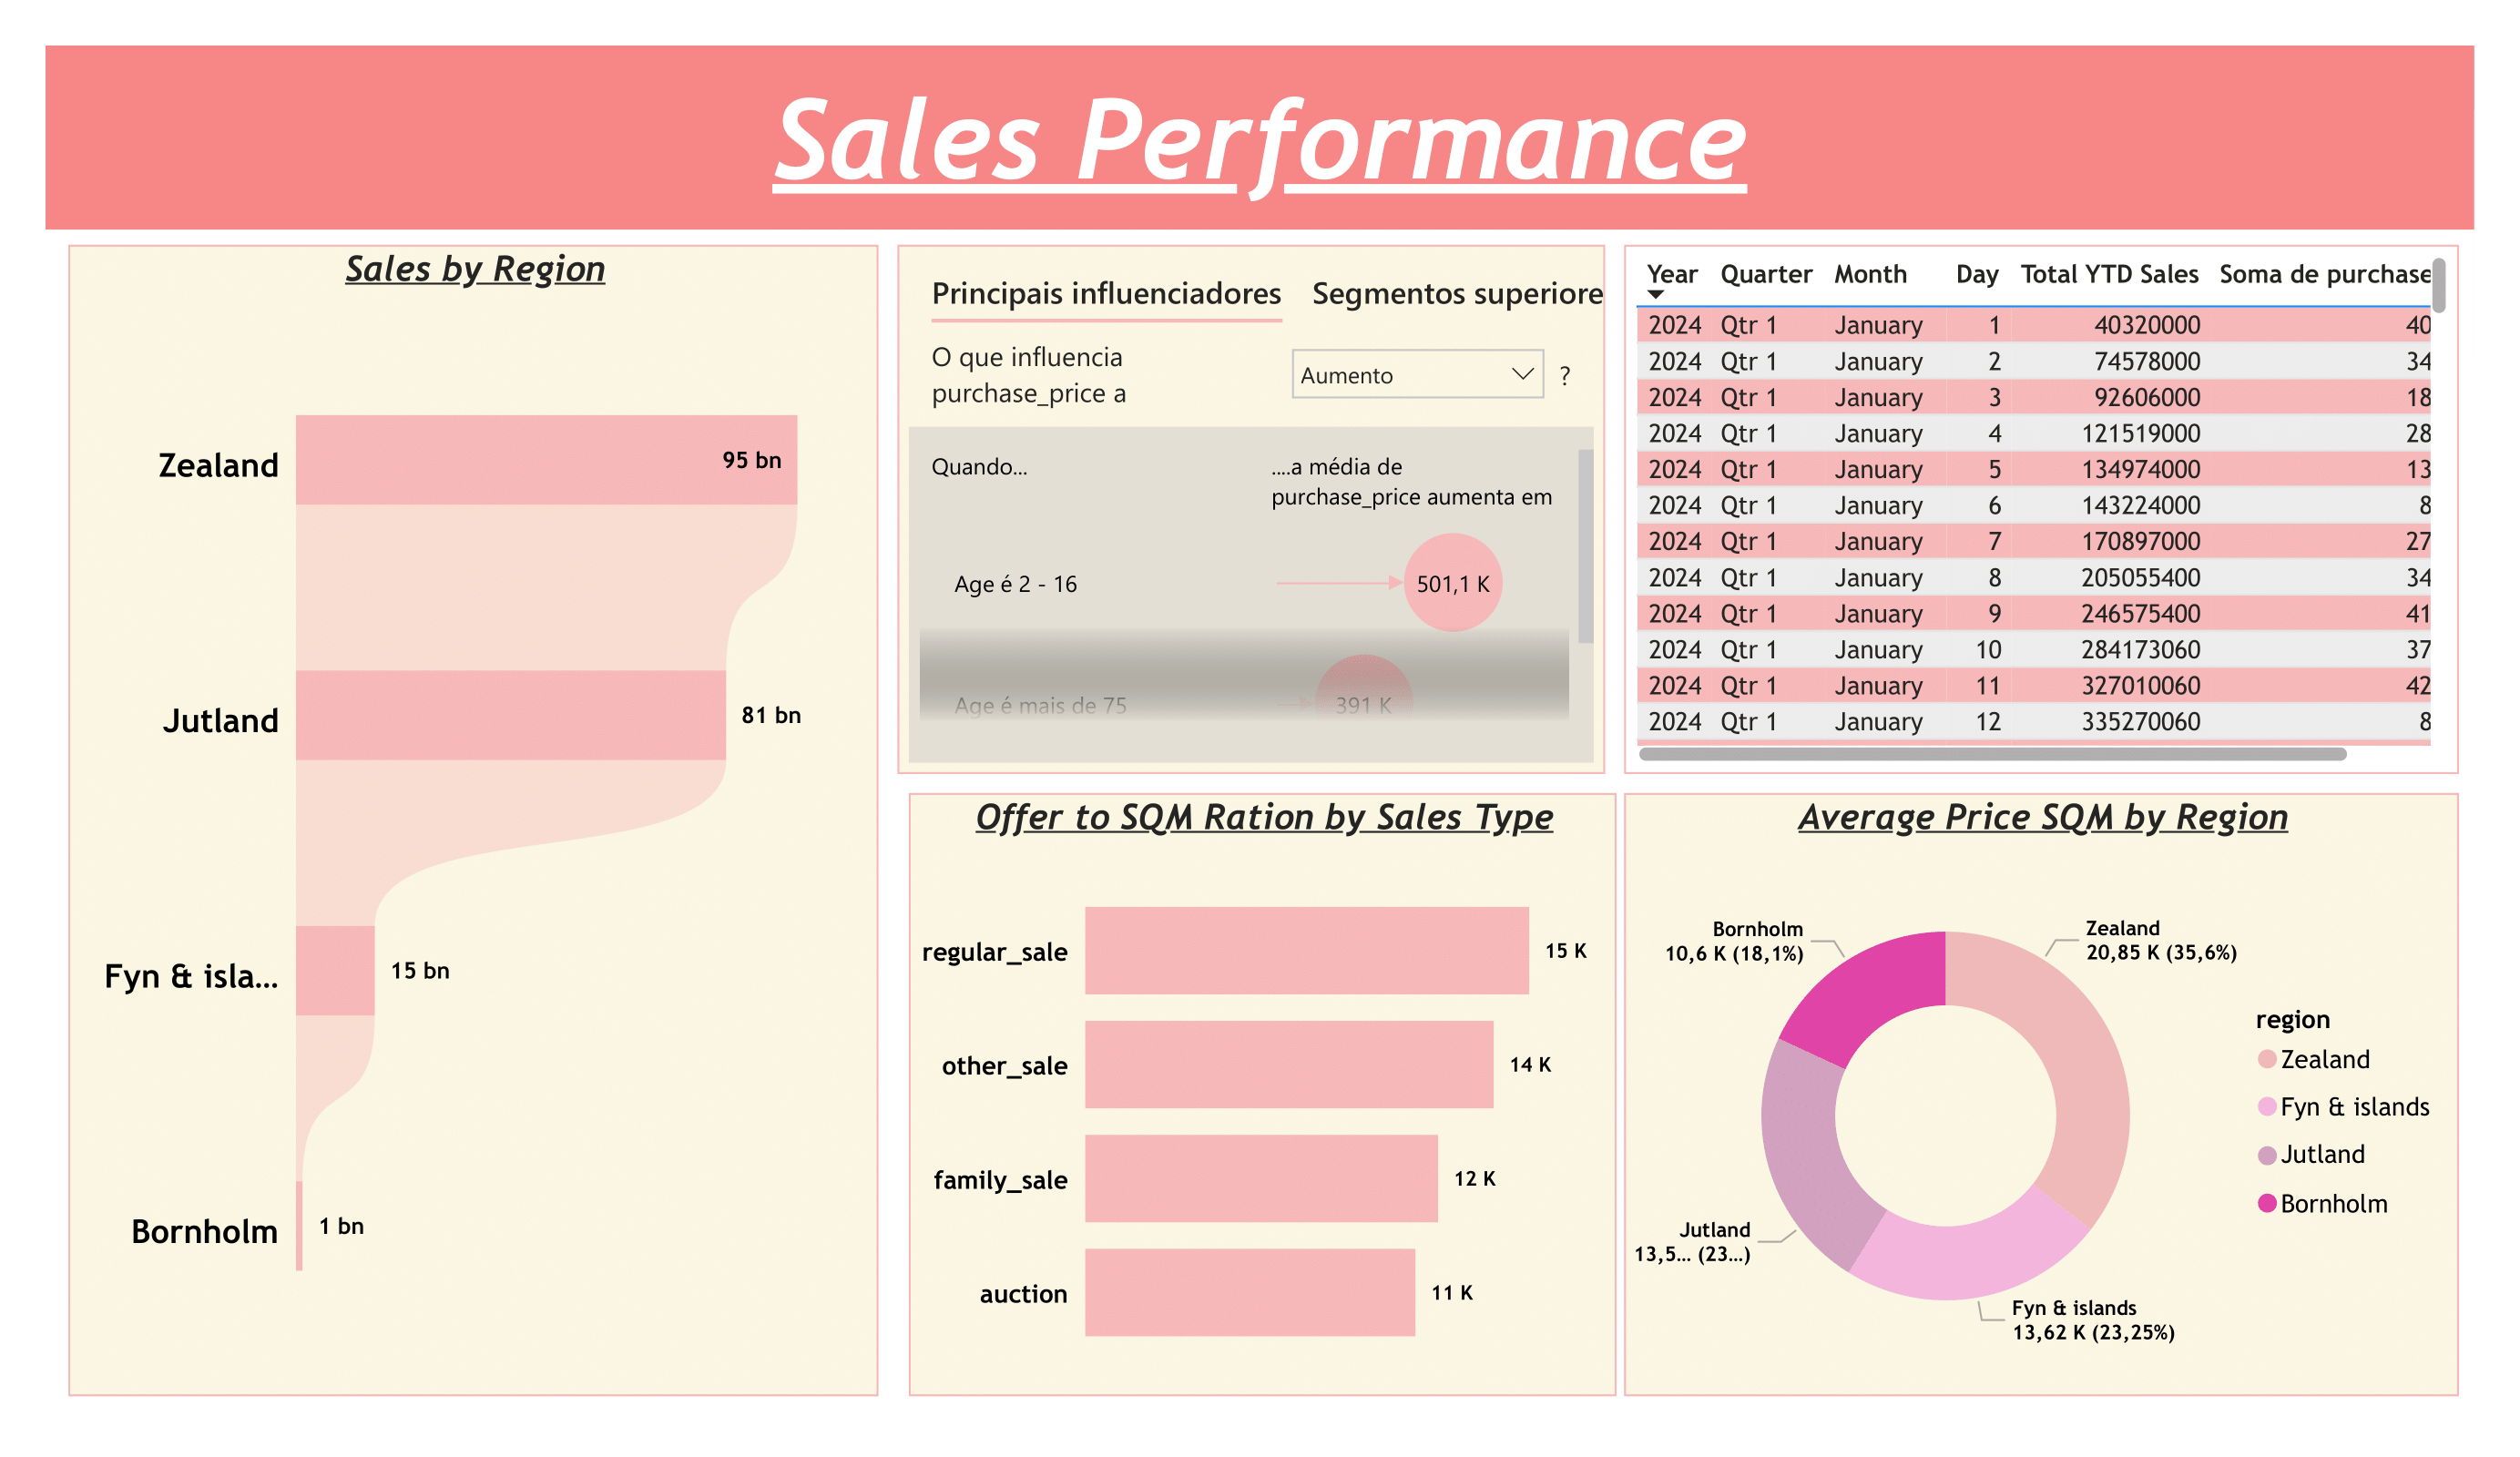 Sales Performance
Sales by Region
Zealand
95 bn
Jutland
81 bn
Fyn & isla...
15 bn
Bornholm
1 bn
Principais influenciadores
Segmentos superiore
O que influencia
purchase_price a
Aumento
?
Quando...
....a média de
purchase_price aumenta em
Age é 2 - 16
501,1 K
Age é mais de 75
391 K
Year Quarter Month Day Total YTD Sales Soma de purchase
2024 Qtr 1 January 1 40320000 40
2024 Qtr 1 January 2 74578000 34
2024 Qtr 1 January 3 92606000 18
2024 Qtr 1 January 4 121519000 28
2024 Qtr 1 January 5 134974000 13
2024 Qtr 1 January 6 143224000 8
2024 Qtr 1 January 7 170897000 27
2024 Qtr 1 January 8 205055400 34
2024 Qtr 1 January 9 246575400 41
2024 Qtr 1 January 10 284173060 37
2024 Qtr 1 January 11 327010060 42
2024 Qtr 1 January 12 335270060 8
Offer to SQM Ration by Sales Type
regular_sale
15 K
other_sale
14 K
family_sale
12 K
auction
11 K
Average Price SQM by Region
Bornholm
10,6 K (18,1%)
Zealand
20,85 K (35,6%)
Jutland
13,5... (23...)
Fyn & islands
13,62 K (23,25%)
region
Zealand
Fyn & islands
Jutland
Bornholm